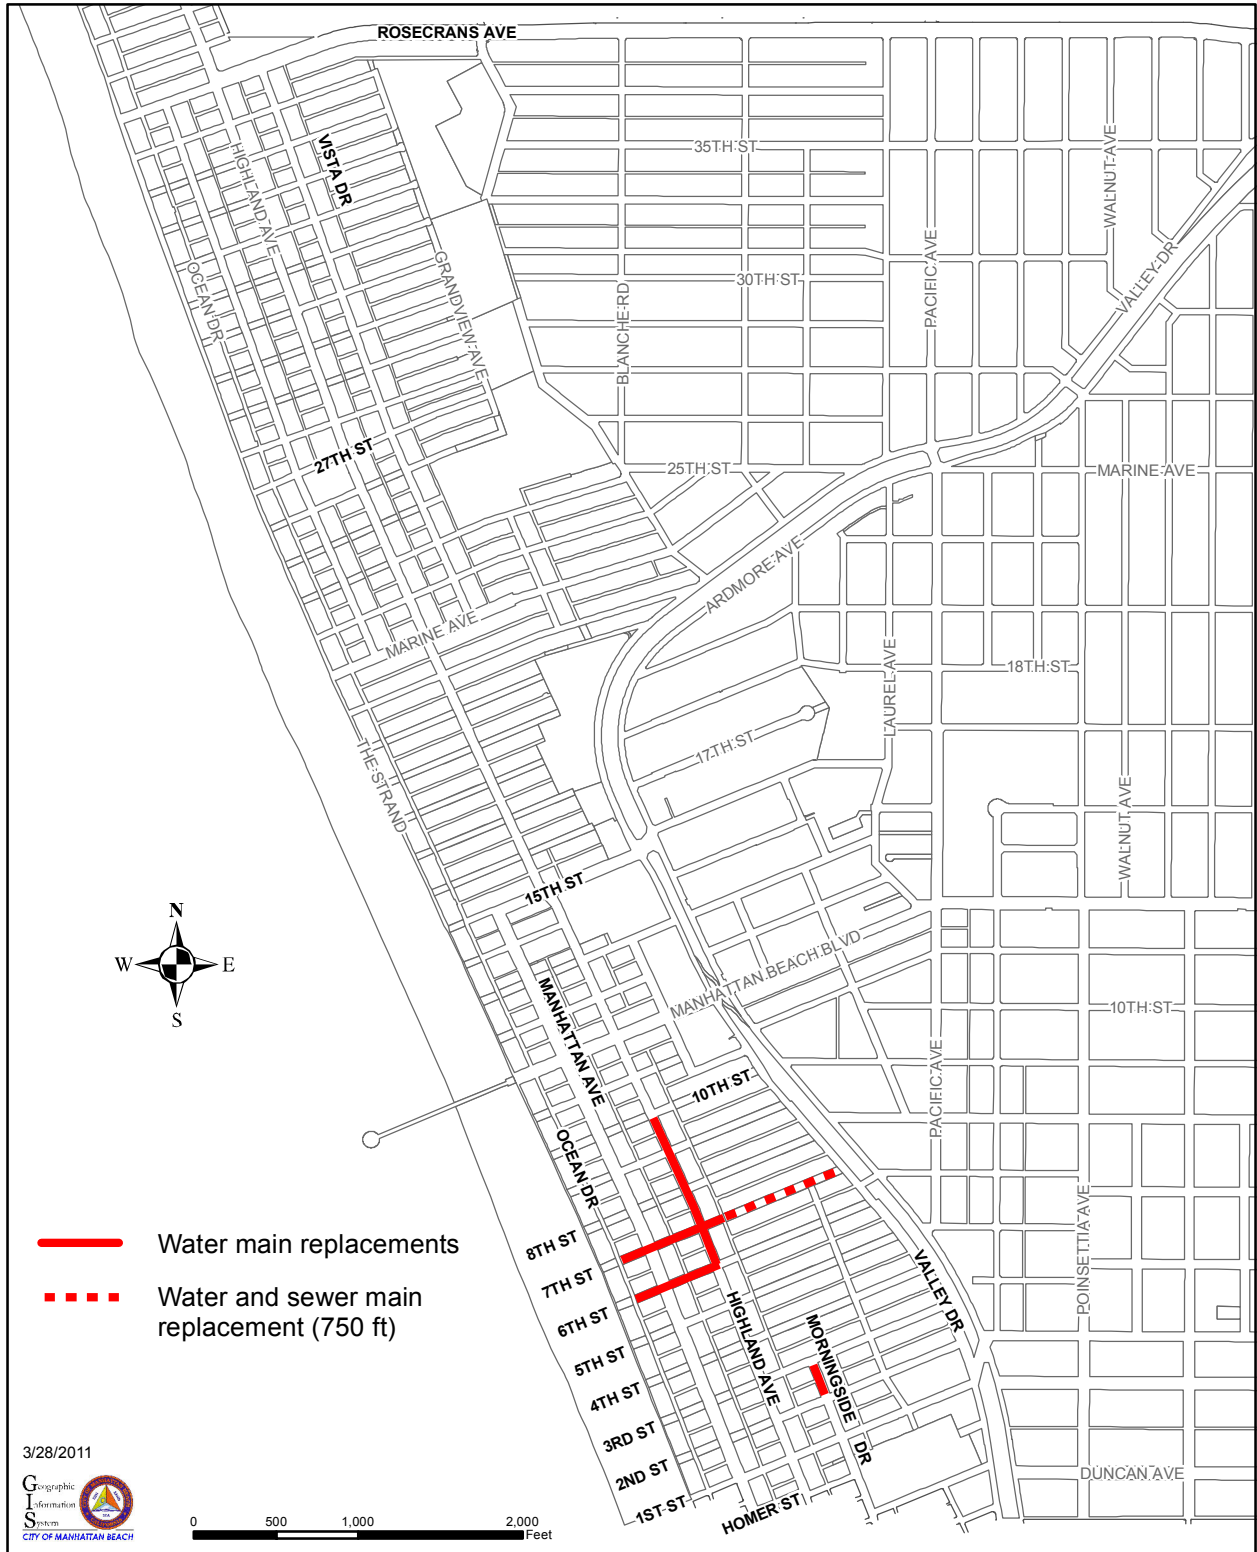 ROSECRANS AVE
VISTA DR
HIGHLAND AVE
35TH ST
WALNUT AVE
OCEAN DR
GRANDVIEW AVE
30TH ST
BLANCHE RD
PACIFIC AVE
VALLEY DR
27TH ST
25TH ST
MARINE AVE
ARDMORE AVE
MARINE AVE
LAUREL AVE
18TH ST
THE STRAND
17TH ST
WALNUT AVE
15TH ST
N
W
E
S
MANHATTAN BEACH BLVD
MANHATTAN AVE
10TH ST
10TH ST
PACIFIC AVE
OCEAN DR
8TH ST
7TH ST
6TH ST
5TH ST
4TH ST
3RD ST
2ND ST
1ST ST
HOMER ST
HIGHLAND AVE
MORNINGSIDE DR
VALLEY DR
POINSETTIA AVE
DUNCAN AVE
Water main replacements
Water and sewer main
replacement (750 ft)
3/28/2011
Geographic
Information
System
CITY OF MANHATTAN BEACH
0 500 1,000 2,000
Feet